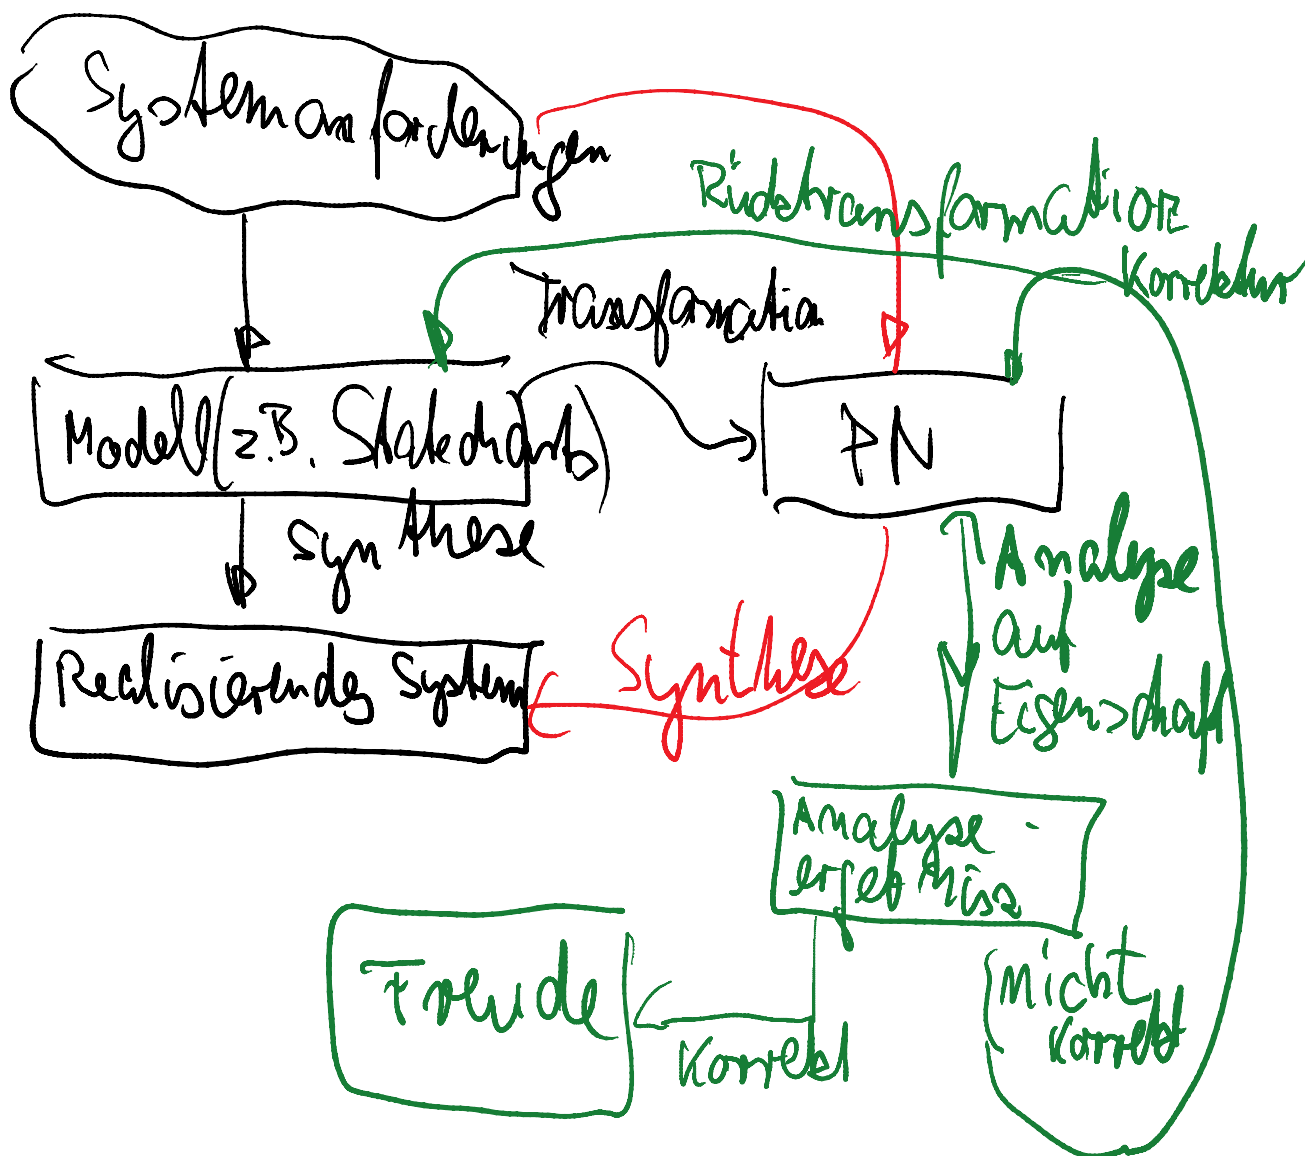 Systemanforderungen
Rücktransformation
Korrektur
Transformation
Modell (z.B. Statecharts)
PN
Synthese
Analyse
auf
Eigenschaft
Realisierendes System
Synthese
Analyse-
ergebniss
Freude
Korrekt
nicht
korrekt